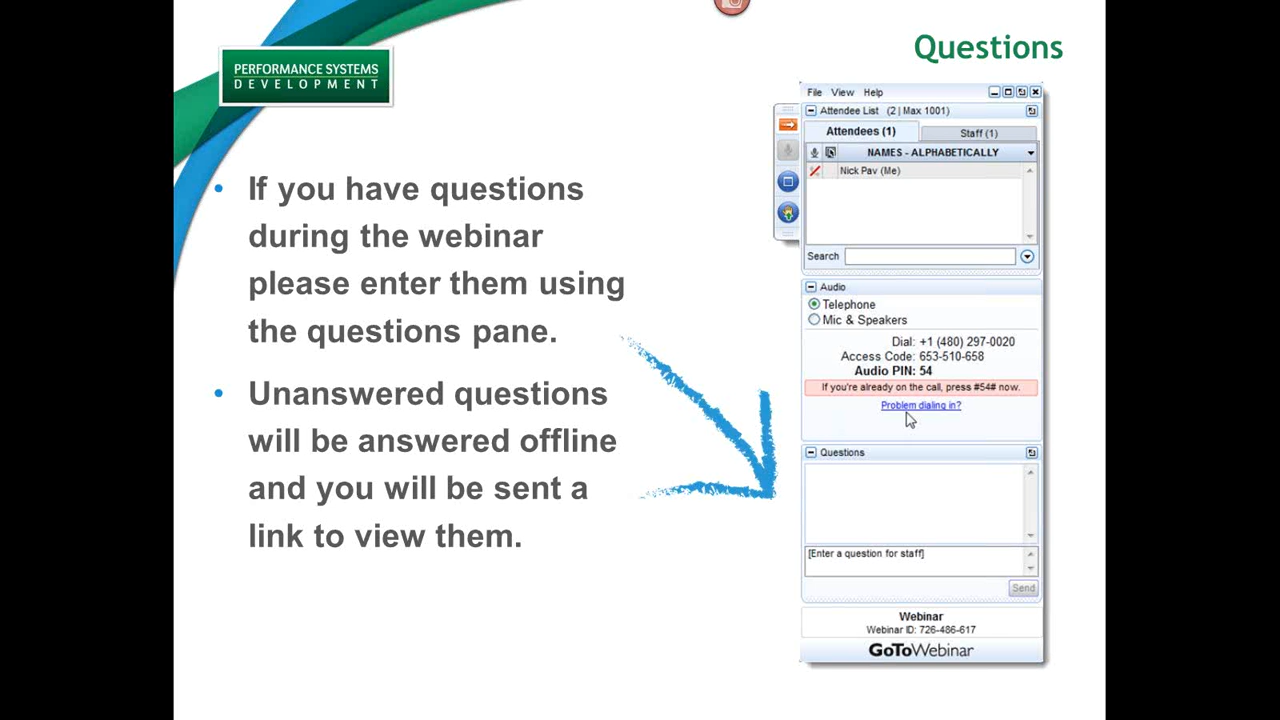 Questions
PERFORMANCE SYSTEMS
DEVELOPMENT
If you have questions
during the webinar
please enter them using
the questions pane.
Unanswered questions
will be answered offline
and you will be sent a
link to view them.
File View Help
Attendee List (2 | Max 1001)
Attendees (1) Staff (1)
NAMES - ALPHABETICALLY
Nick Pav (Me)
Search
Audio
Telephone
Mic & Speakers
Dial: +1 (480) 297-0020
Access Code: 653-510-658
Audio PIN: 54
If you're already on the call, press #54# now.
Problem dialing in?
Questions
[Enter a question for staff]
Send
Webinar
Webinar ID: 726-486-617
GoToWebinar